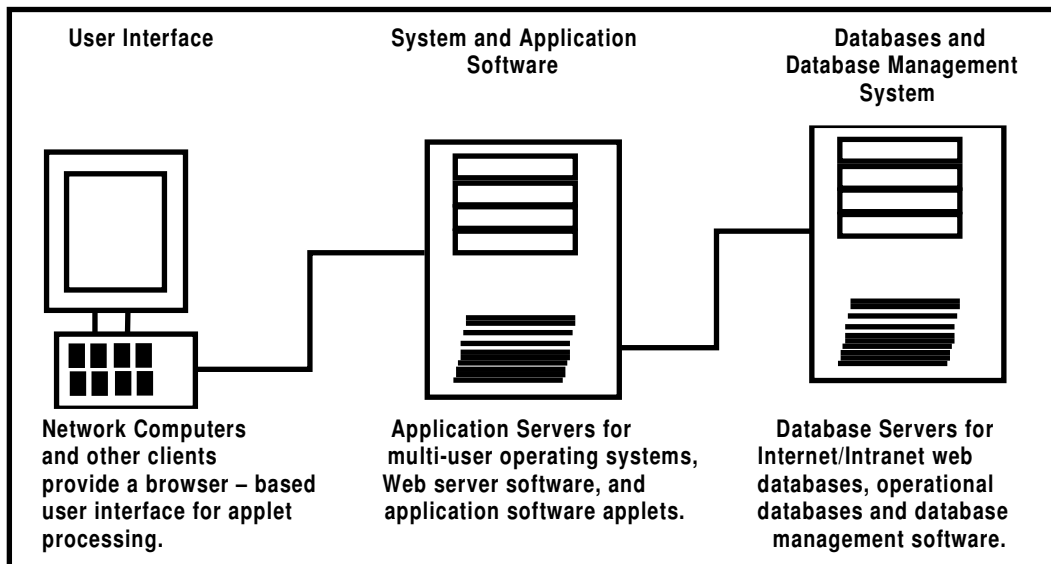 User Interface
System and Application
Software
Databases and
Database Management
System
Network Computers
and other clients
provide a browser – based
user interface for applet
processing.
Application Servers for
multi-user operating systems,
Web server software, and
application software applets.
Database Servers for
Internet/Intranet web
databases, operational
databases and database
management software.